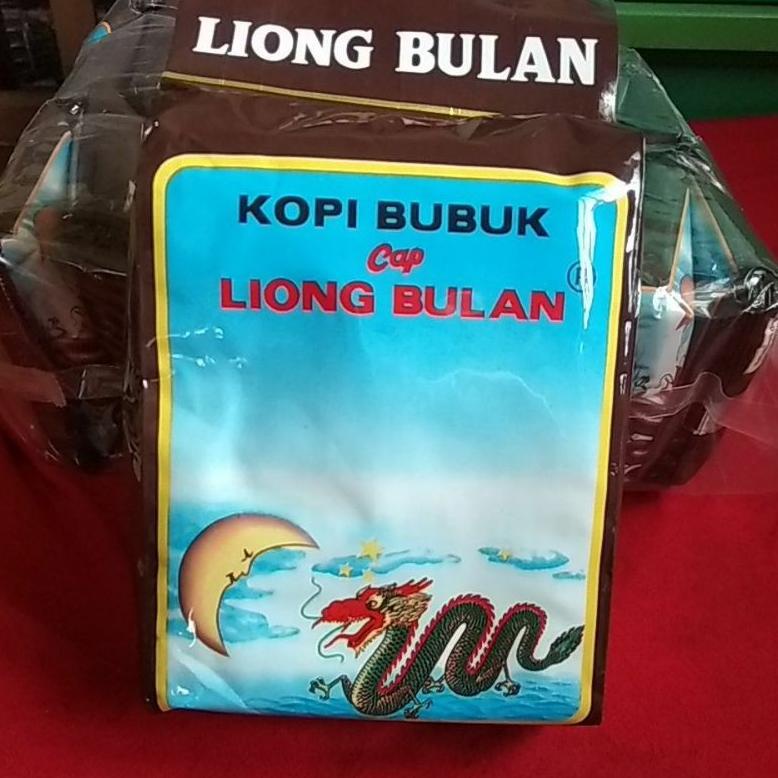 LIONG BULAN
KOPI BUBUK
Cap
LIONG BULAN ®